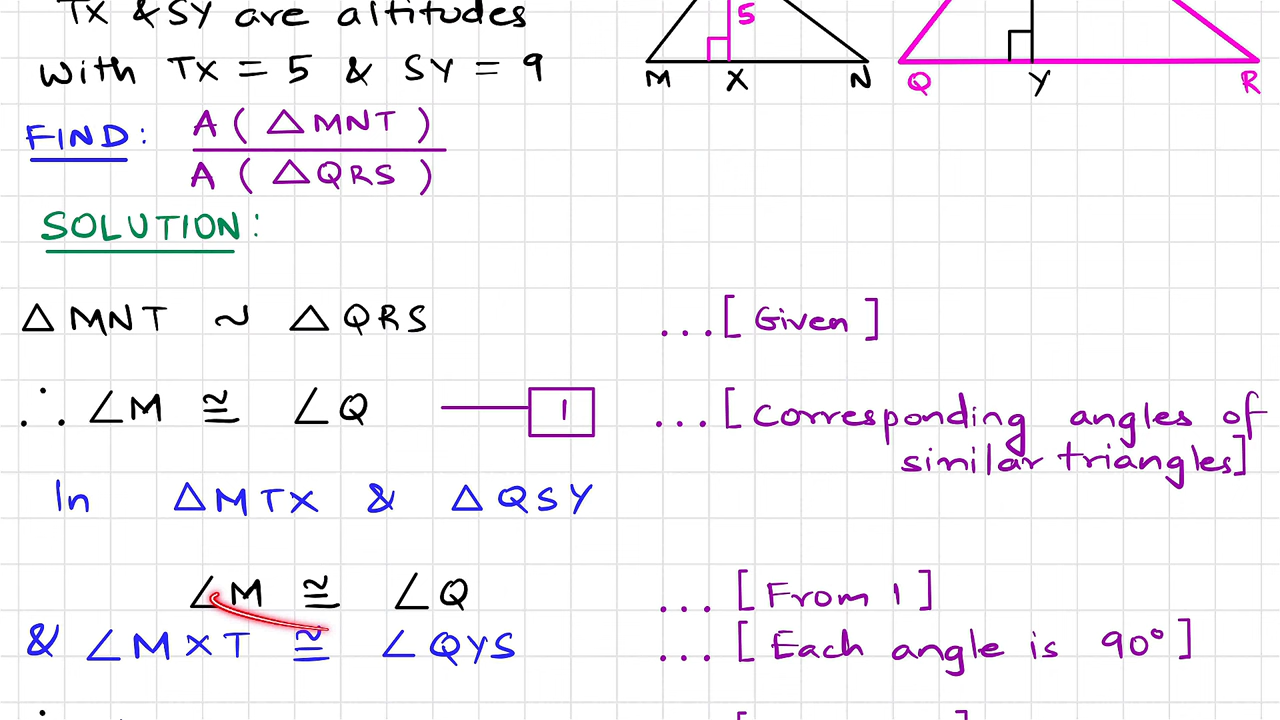 TX & SY are altitudes
with TX = 5 & SY = 9
5
M X N Q Y R
FIND: A ( △ MNT )
A ( △ QRS )
SOLUTION:
△ MNT ~ △ QRS ...[ Given ]
∴ ∠M ≅ ∠Q 1 ...[ Corresponding angles of
similar triangles]
In △MTX & △QSY
∠M ≅ ∠Q ... [ From 1 ]
& ∠MXT ≅ ∠QYS ... [ Each angle is 90° ]